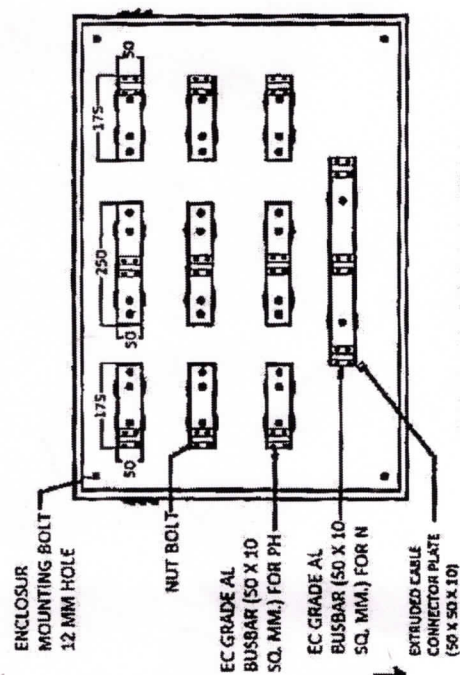 ENCLOSUR
MOUNTING BOLT
12 MM HOLE
NUT BOLT
EC GRADE AL
BUSBAR (50 X 10
SQ. MM.) FOR PH
EC GRADE AL
BUSBAR (50 X 10
SQ. MM.) FOR N
EXTRUDED CABLE
CONNECTOR PLATE
(50 X 50 X 10)
175
250
175
50
50
50